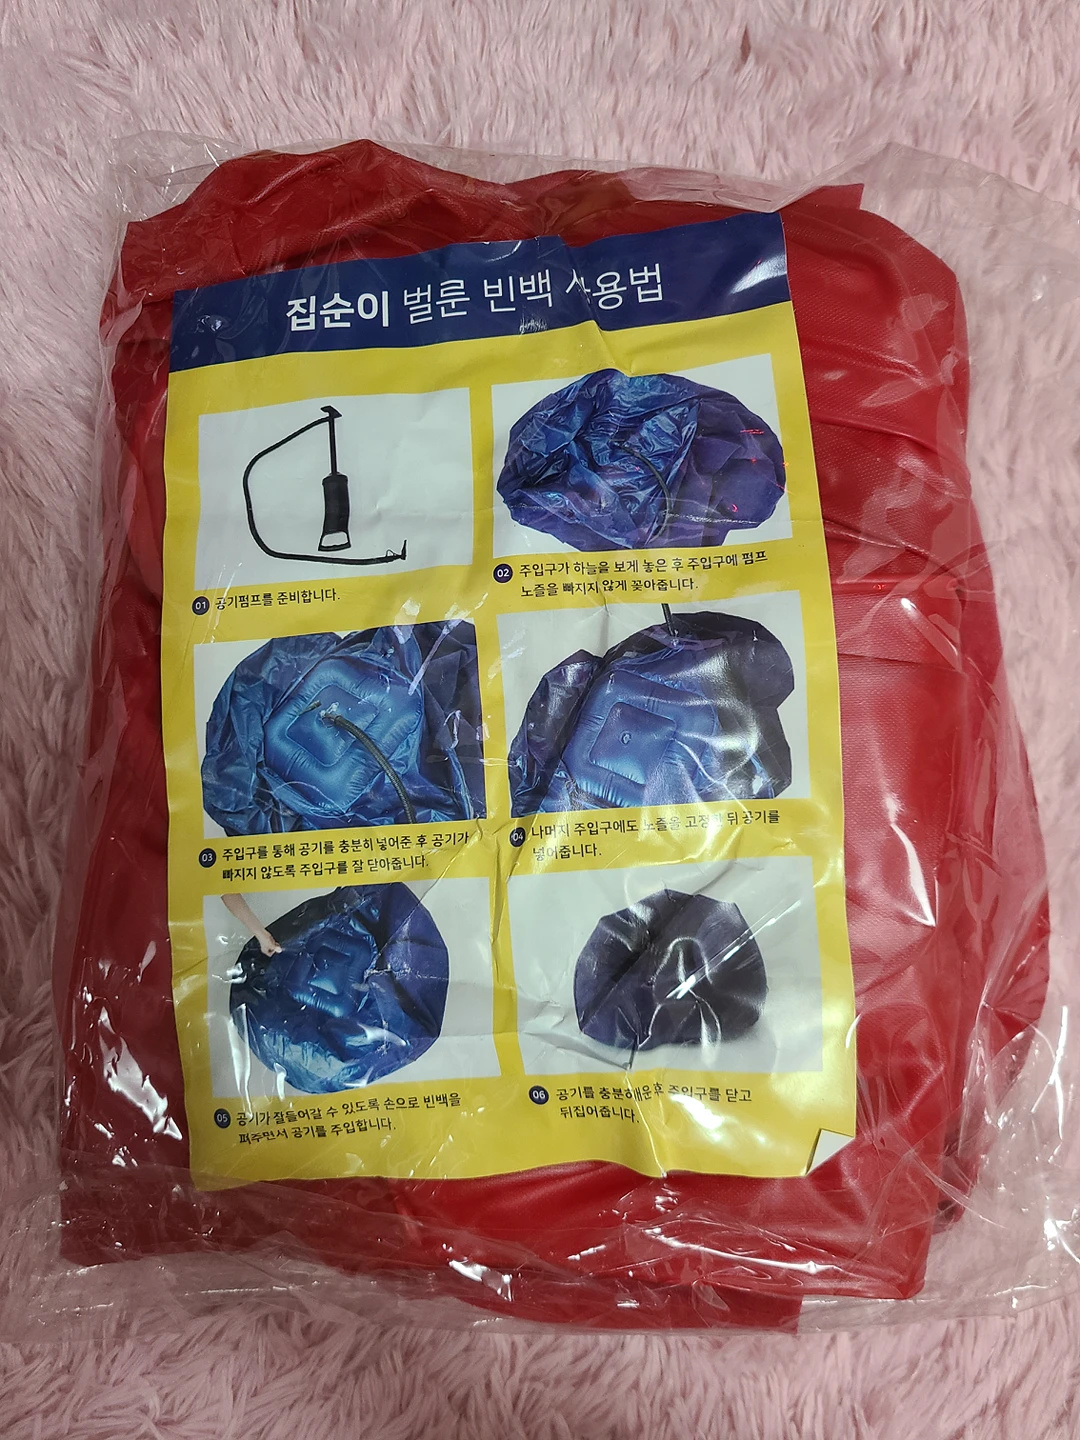 집순이 벌룬 빈백 사용법
01 공기펌프를 준비합니다.
02 주입구가 하늘을 보게 놓은 후 주입구에 펌프
노즐을 빠지지 않게 꽂아줍니다.
03 주입구를 통해 공기를 충분히 넣어준 후 공기가
빠지지 않도록 주입구를 잘 닫아줍니다.
04 나머지 주입구에도 노즐을 고정한 뒤 공기를
넣어줍니다.
05 공기가 잘들어갈 수 있도록 손으로 빈백을
펴주면서 공기를 주입합니다.
06 공기를 충분히 후 주입구를 닫고
뒤집어줍니다.